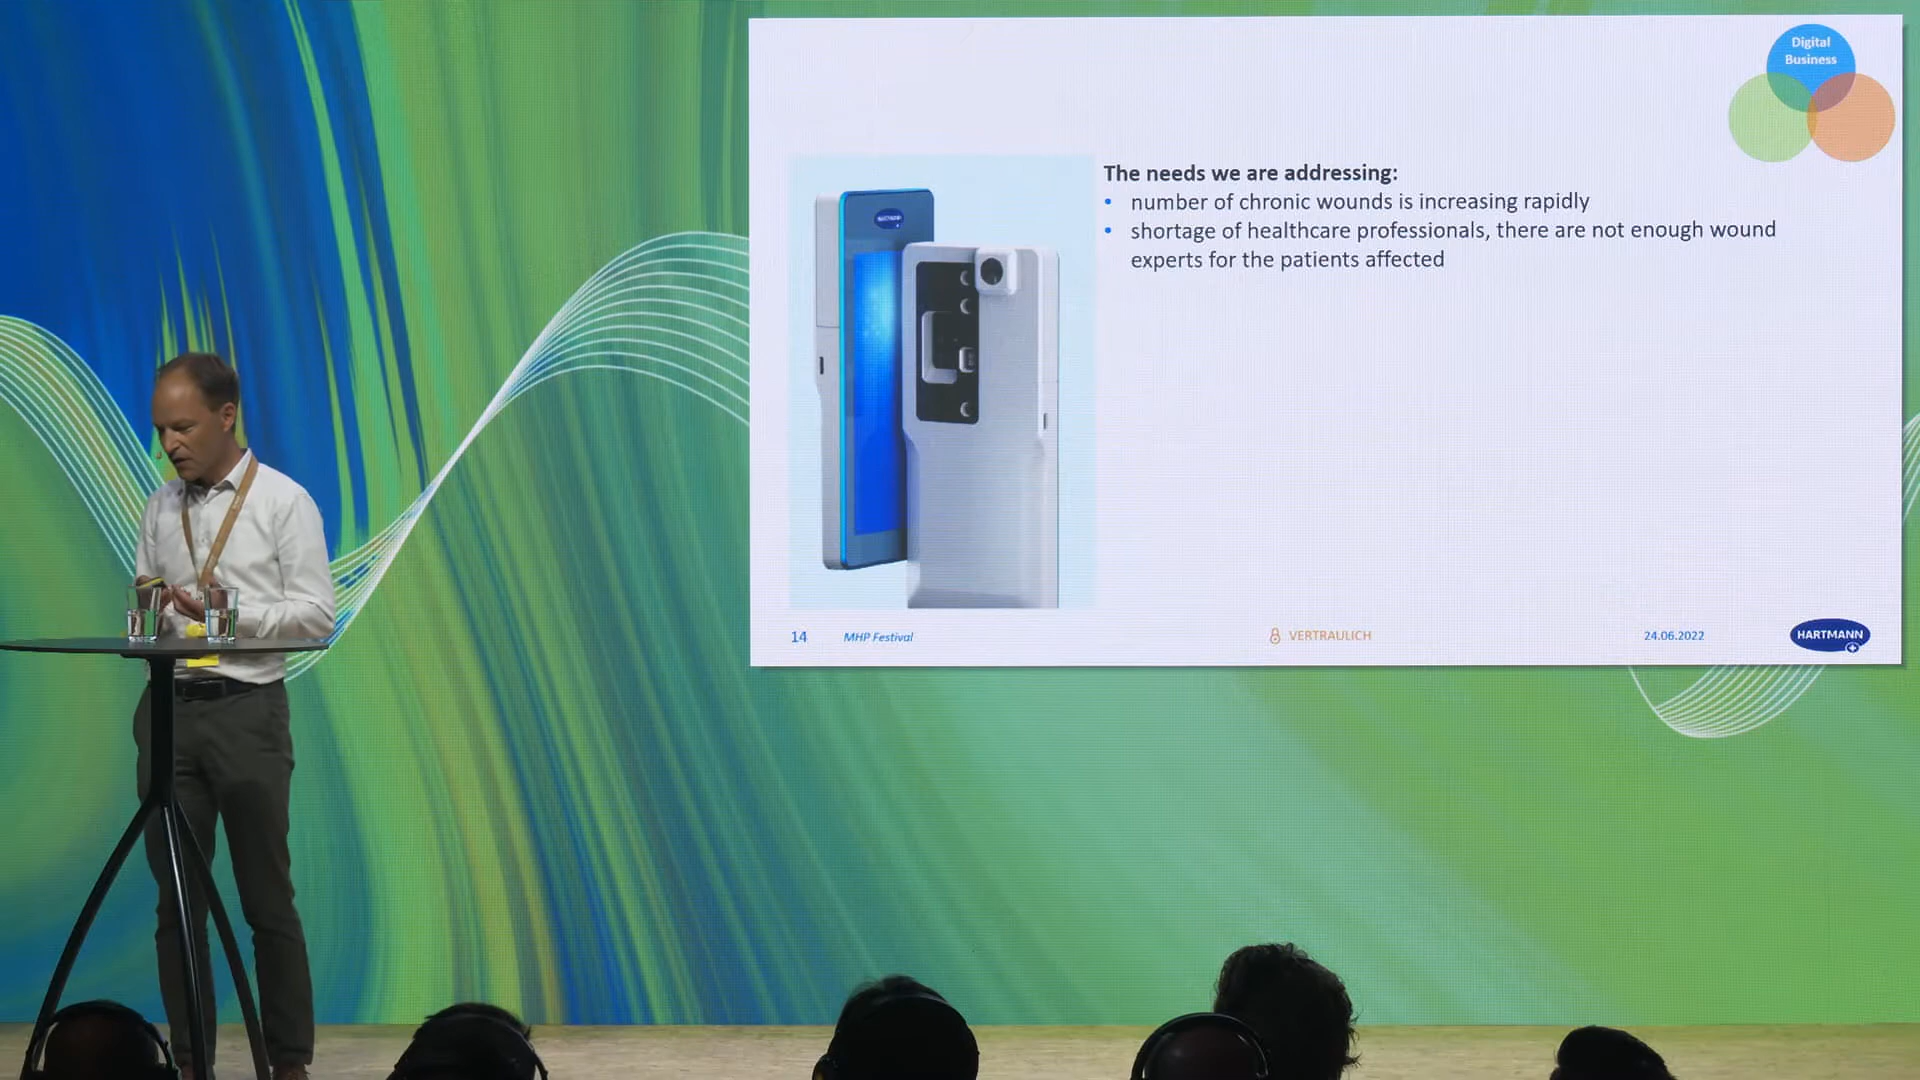 Digital
Business
The needs we are addressing:
• number of chronic wounds is increasing rapidly
• shortage of healthcare professionals, there are not enough wound
experts for the patients affected
HARTMANN
14 MHP Festival VERTRAULICH 24.06.2022 HARTMANN